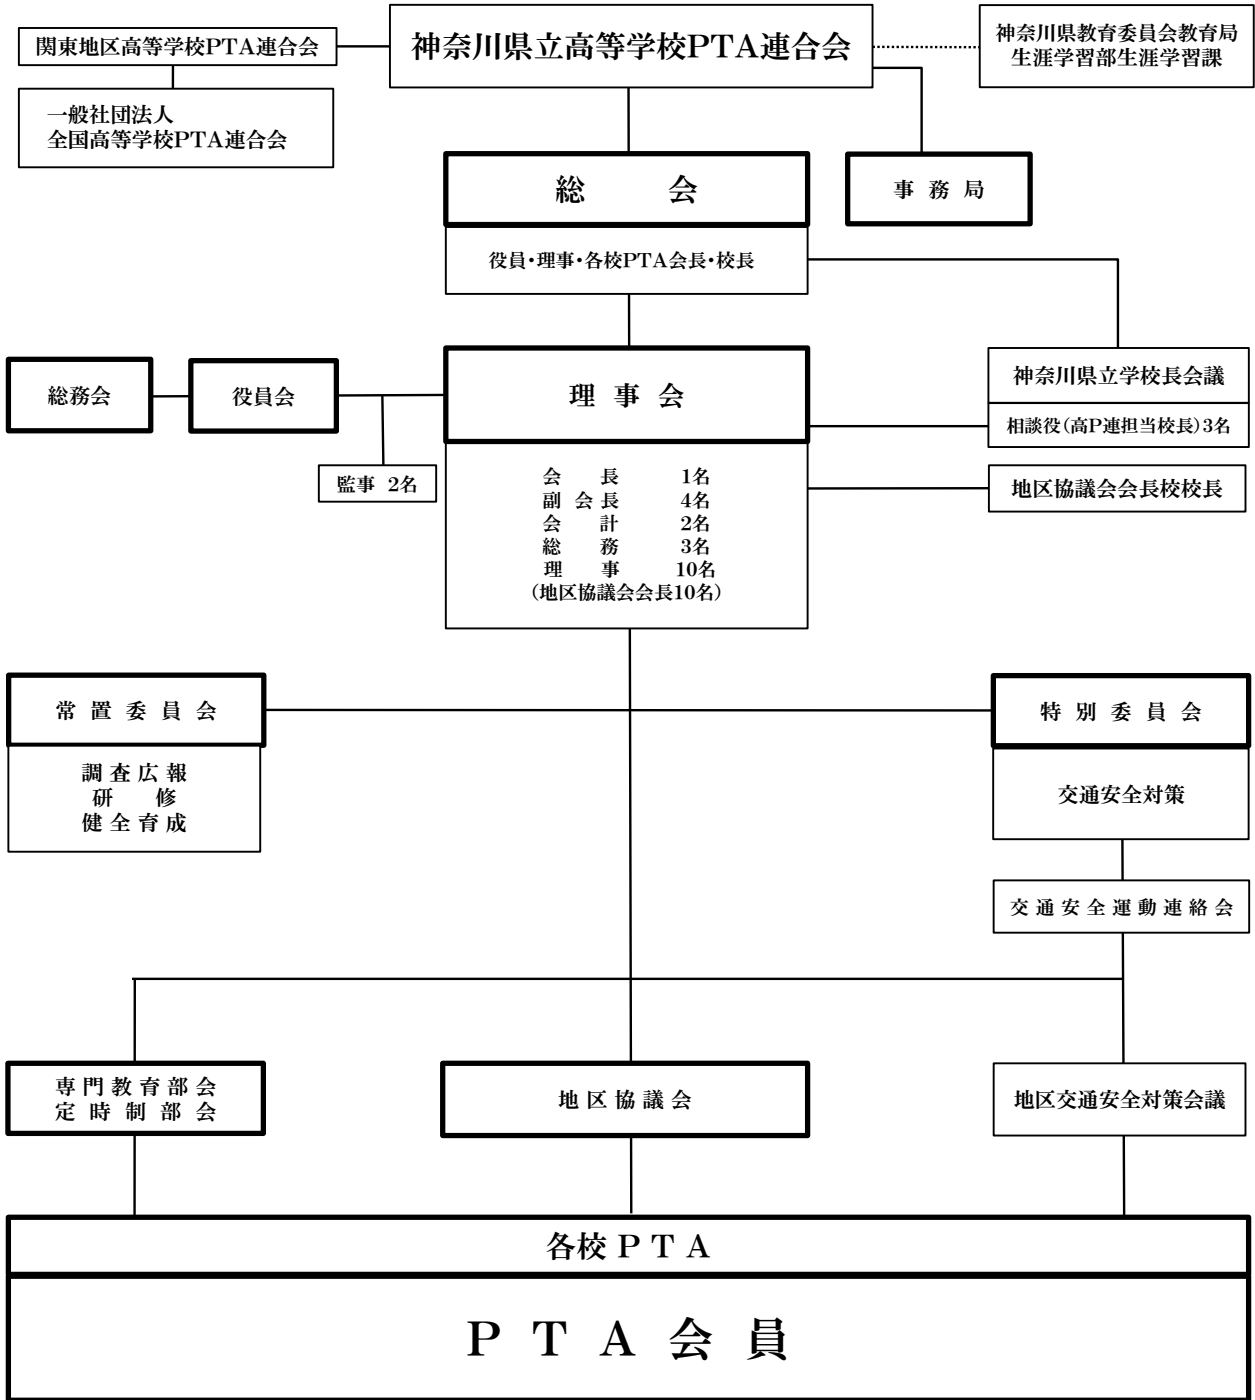 関東地区高等学校PTA連合会
神奈川県立高等学校PTA連合会
神奈川県教育委員会教育局
生涯学習部生涯学習課
一般社団法人
全国高等学校PTA連合会
総　会
事務局
役員・理事・各校PTA会長・校長
総務会
役員会
理事会
神奈川県立学校長会議
相談役(高P連担当校長)3名
監事 2名
会長 1名
副会長 4名
会計 2名
総務 3名
理事 10名
(地区協議会会長10名)
地区協議会会長校校長
常置委員会
特別委員会
調査広報
研修
健全育成
交通安全対策
交通安全運動連絡会
専門教育部会
定時制部会
地区協議会
地区交通安全対策会議
各校PTA
PTA会員